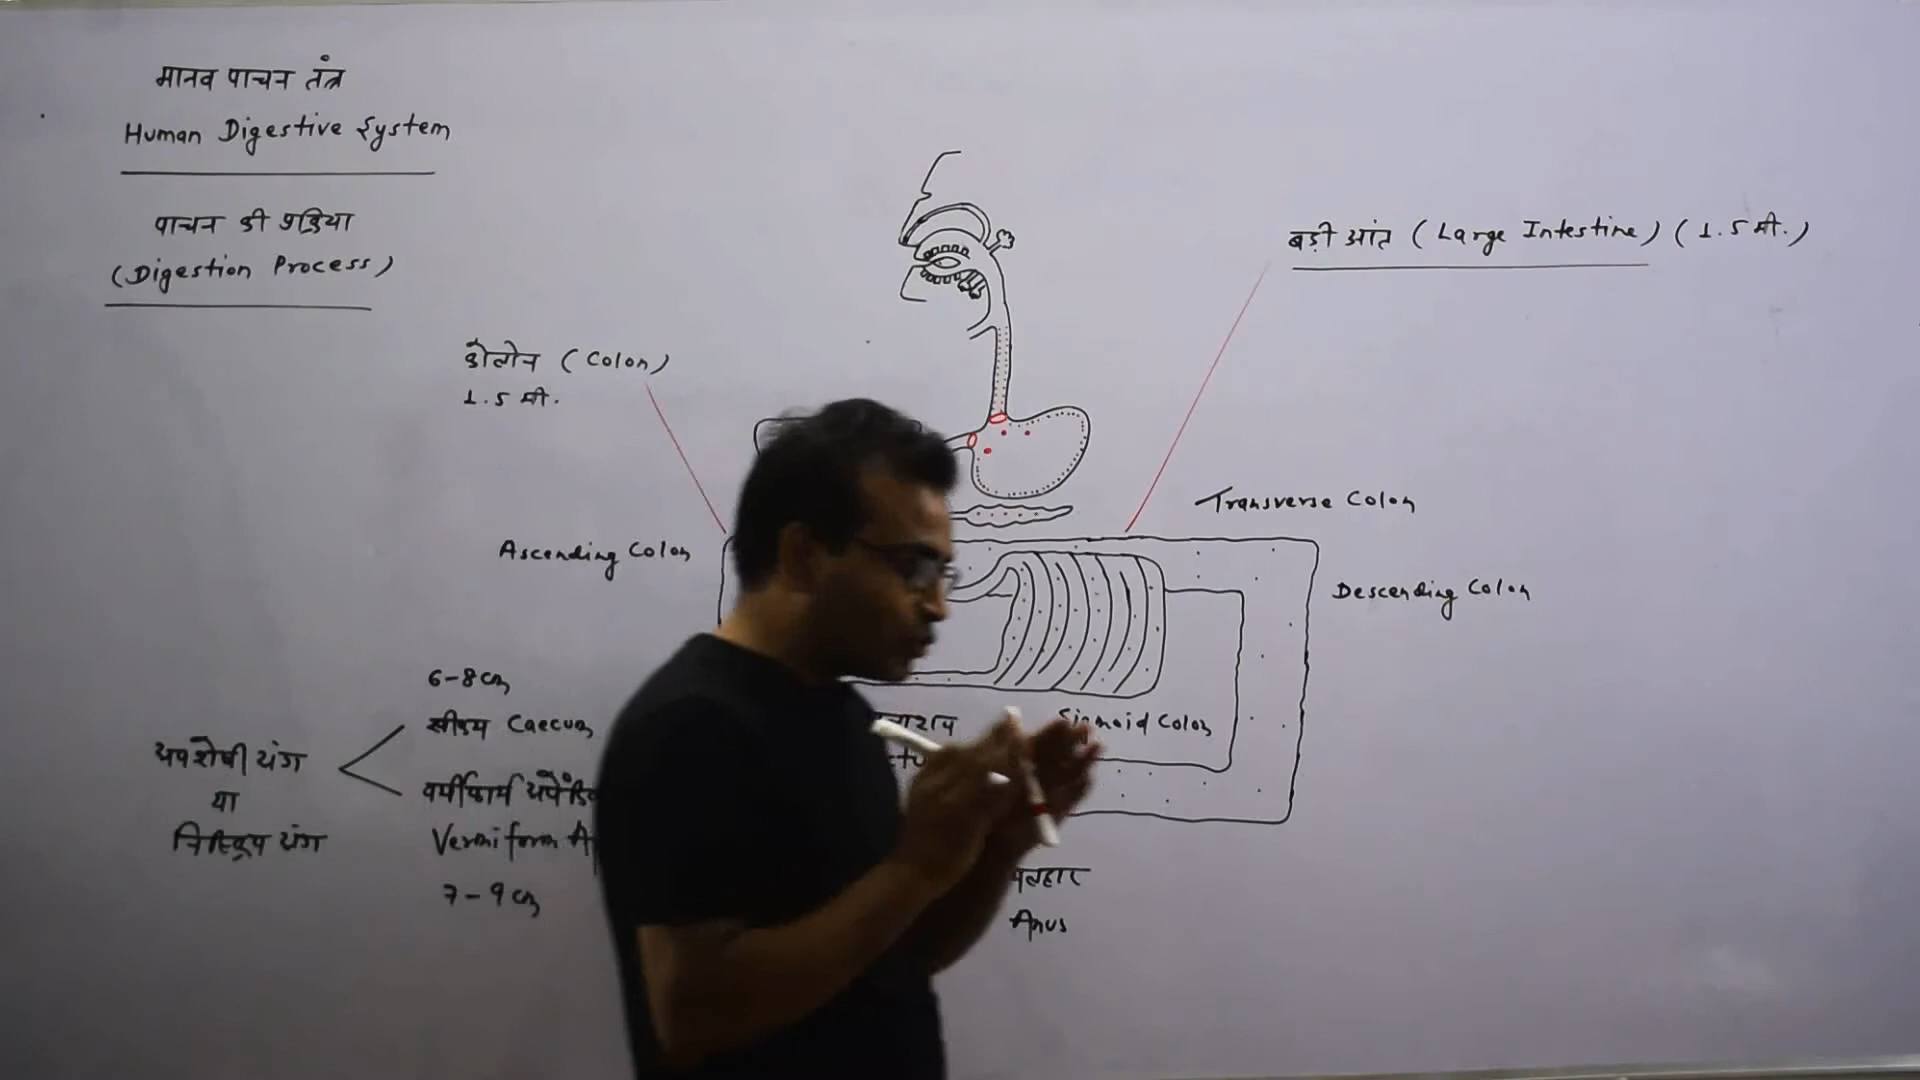 मानव पाचन तंत्र
Human Digestive System
पाचन की प्रक्रिया
(Digestion Process)
बड़ी आंत (Large Intestine) (1.5 मी.)
कोलोन (Colon)
1.5 मी.
Transverse Colon
Ascending Colon
Descending Colon
6-8 cm
सीकम Caecum
Sigmoid Colon
अवशेषी अंग
या
निष्क्रिय अंग
वर्मीफार्म
Vermiform
7-9 cm
Anus